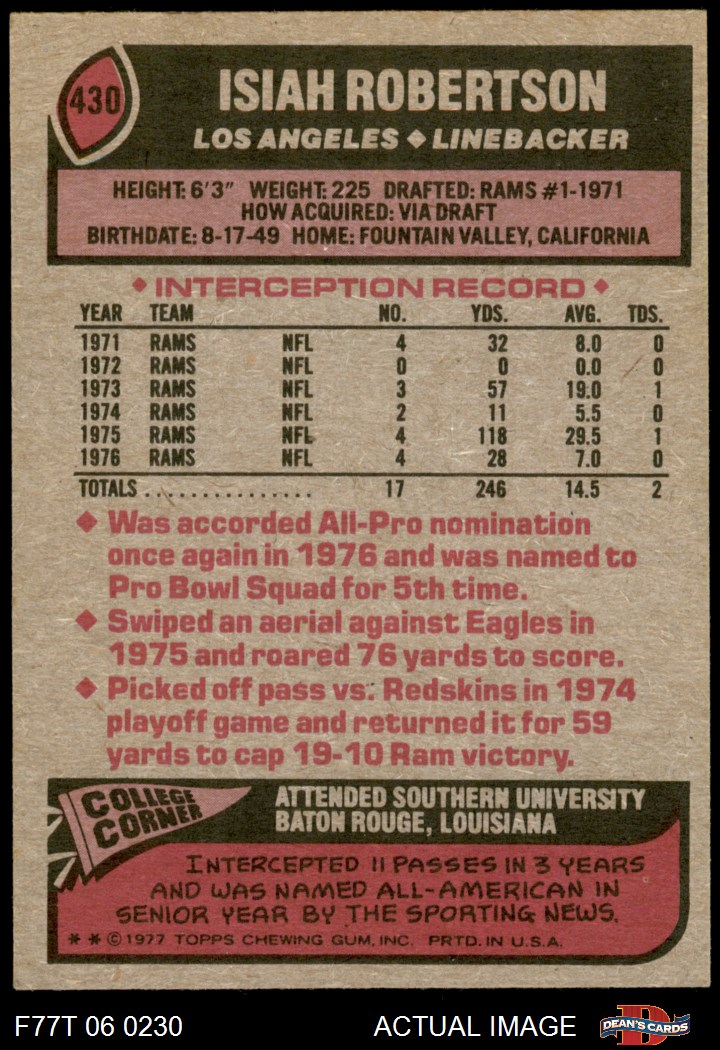 430
ISIAH ROBERTSON
LOS ANGELES ◆ LINEBACKER
HEIGHT: 6'3" WEIGHT: 225 DRAFTED: RAMS #1-1971
HOW ACQUIRED: VIA DRAFT
BIRTHDATE: 8-17-49 HOME: FOUNTAIN VALLEY, CALIFORNIA
◆ INTERCEPTION RECORD ◆
YEAR TEAM NO. YDS. AVG. TDS.
1971 RAMS NFL 4 32 8.0 0
1972 RAMS NFL 0 0 0.0 0
1973 RAMS NFL 3 57 19.0 1
1974 RAMS NFL 2 11 5.5 0
1975 RAMS NFL 4 118 29.5 1
1976 RAMS NFL 4 28 7.0 0
TOTALS ................ 17 246 14.5 2
◆ Was accorded All-Pro nomination
once again in 1976 and was named to
Pro Bowl Squad for 5th time.
◆ Swiped an aerial against Eagles in
1975 and roared 76 yards to score.
◆ Picked off pass vs. Redskins in 1974
playoff game and returned it for 59
yards to cap 19-10 Ram victory.
COLLEGE
CORNER
ATTENDED SOUTHERN UNIVERSITY
BATON ROUGE, LOUISIANA
INTERCEPTED 11 PASSES IN 3 YEARS
AND WAS NAMED ALL-AMERICAN IN
SENIOR YEAR BY THE SPORTING NEWS.
* * © 1977 TOPPS CHEWING GUM, INC. PRTD. IN U.S.A.
F77T 06 0230 ACTUAL IMAGE
D
DEAN'S CARDS